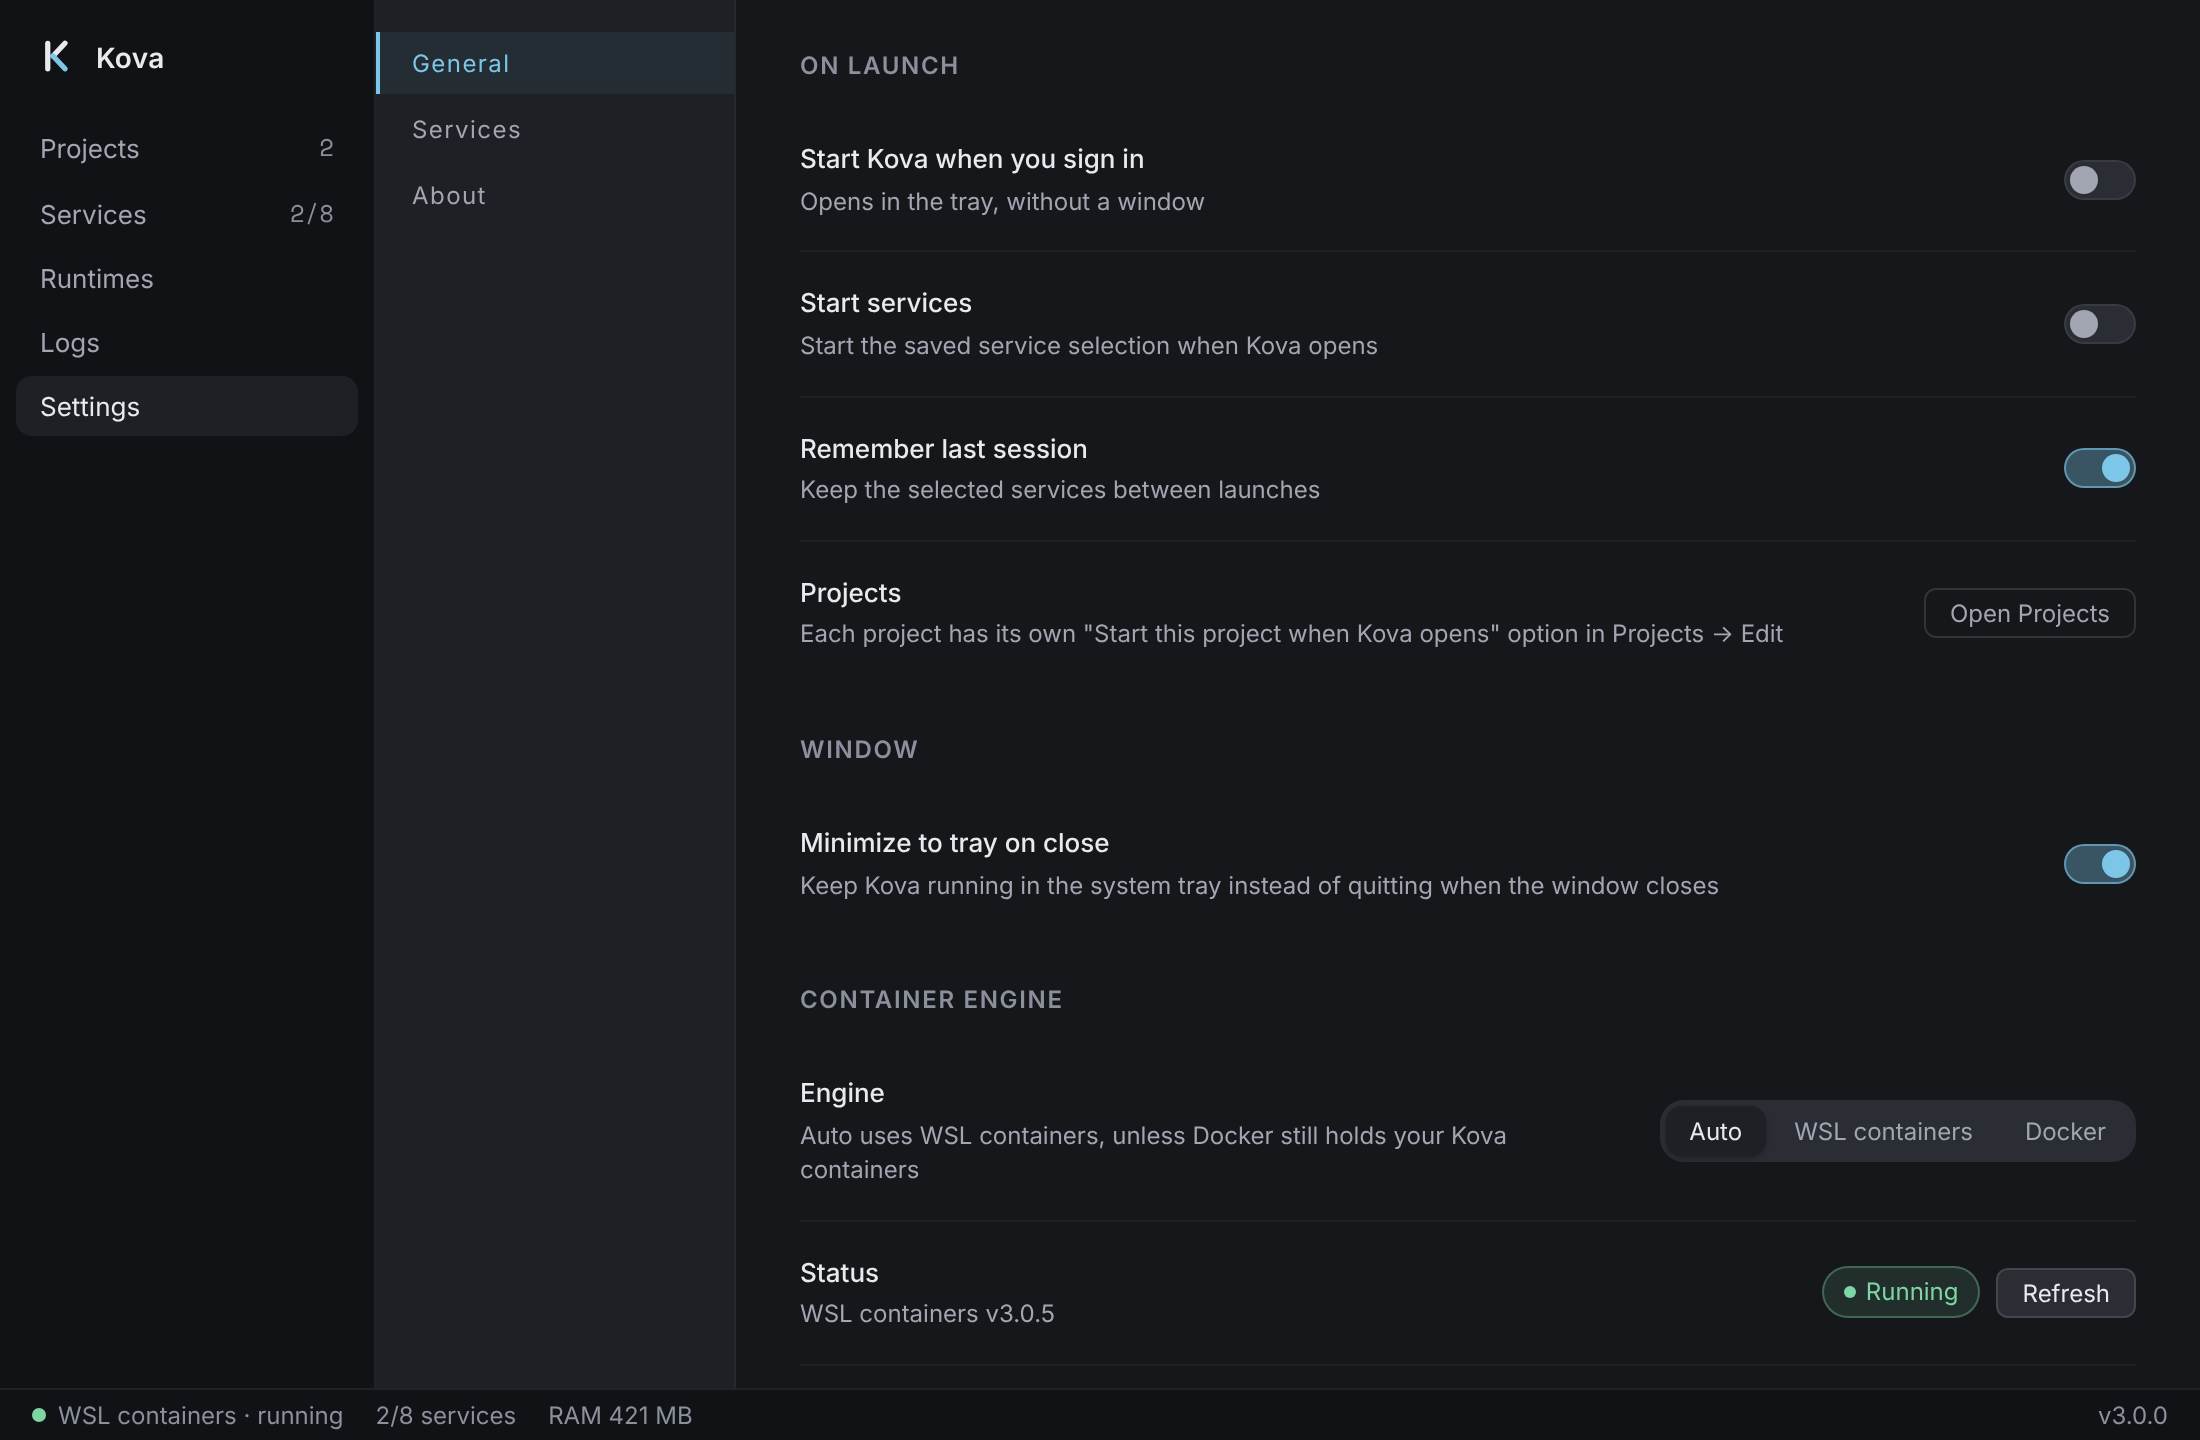 Kova
Projects 2
Services 2/8
Runtimes
Logs
Settings
General
Services
About
ON LAUNCH
Start Kova when you sign in
Opens in the tray, without a window
Start services
Start the saved service selection when Kova opens
Remember last session
Keep the selected services between launches
Projects
Each project has its own "Start this project when Kova opens" option in Projects → Edit
Open Projects
WINDOW
Minimize to tray on close
Keep Kova running in the system tray instead of quitting when the window closes
CONTAINER ENGINE
Engine
Auto uses WSL containers, unless Docker still holds your Kova
containers
Auto WSL containers Docker
Status
WSL containers v3.0.5
Running Refresh
WSL containers · running 2/8 services RAM 421 MB v3.0.0